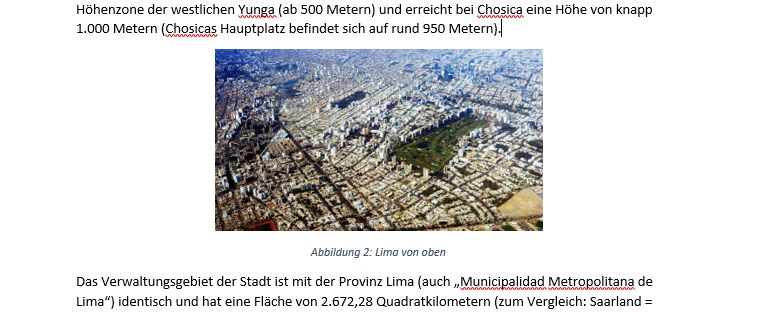 Höhenzone der westlichen Yunga (ab 500 Metern) und erreicht bei Chosica eine Höhe von knapp
1.000 Metern (Chosicas Hauptplatz befindet sich auf rund 950 Metern).
Abbildung 2: Lima von oben
Das Verwaltungsgebiet der Stadt ist mit der Provinz Lima (auch „Municipalidad Metropolitana de
Lima“) identisch und hat eine Fläche von 2.672,28 Quadratkilometern (zum Vergleich: Saarland =